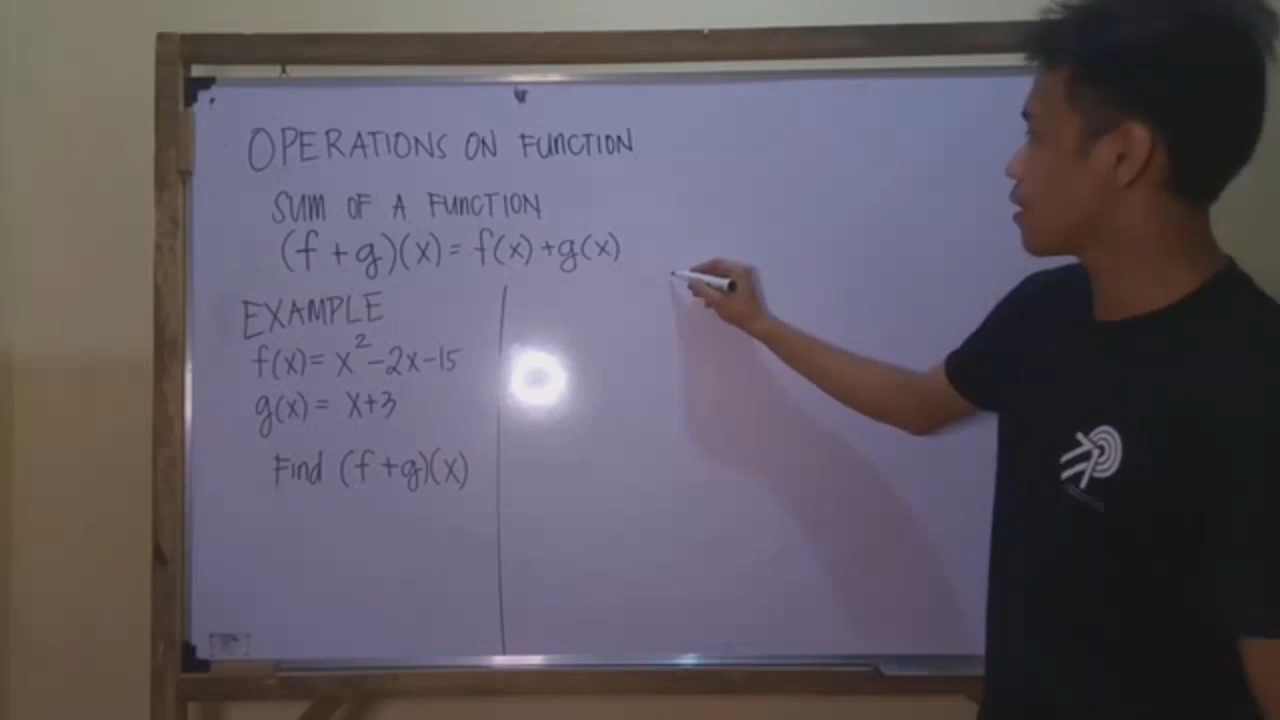 OPERATIONS ON FUNCTION
SUM OF A FUNCTION
(f+g)(x)= f(x)+g(x)
EXAMPLE
f(x)= x²-2x-15
g(x)= x+3
Find (f+g)(x)